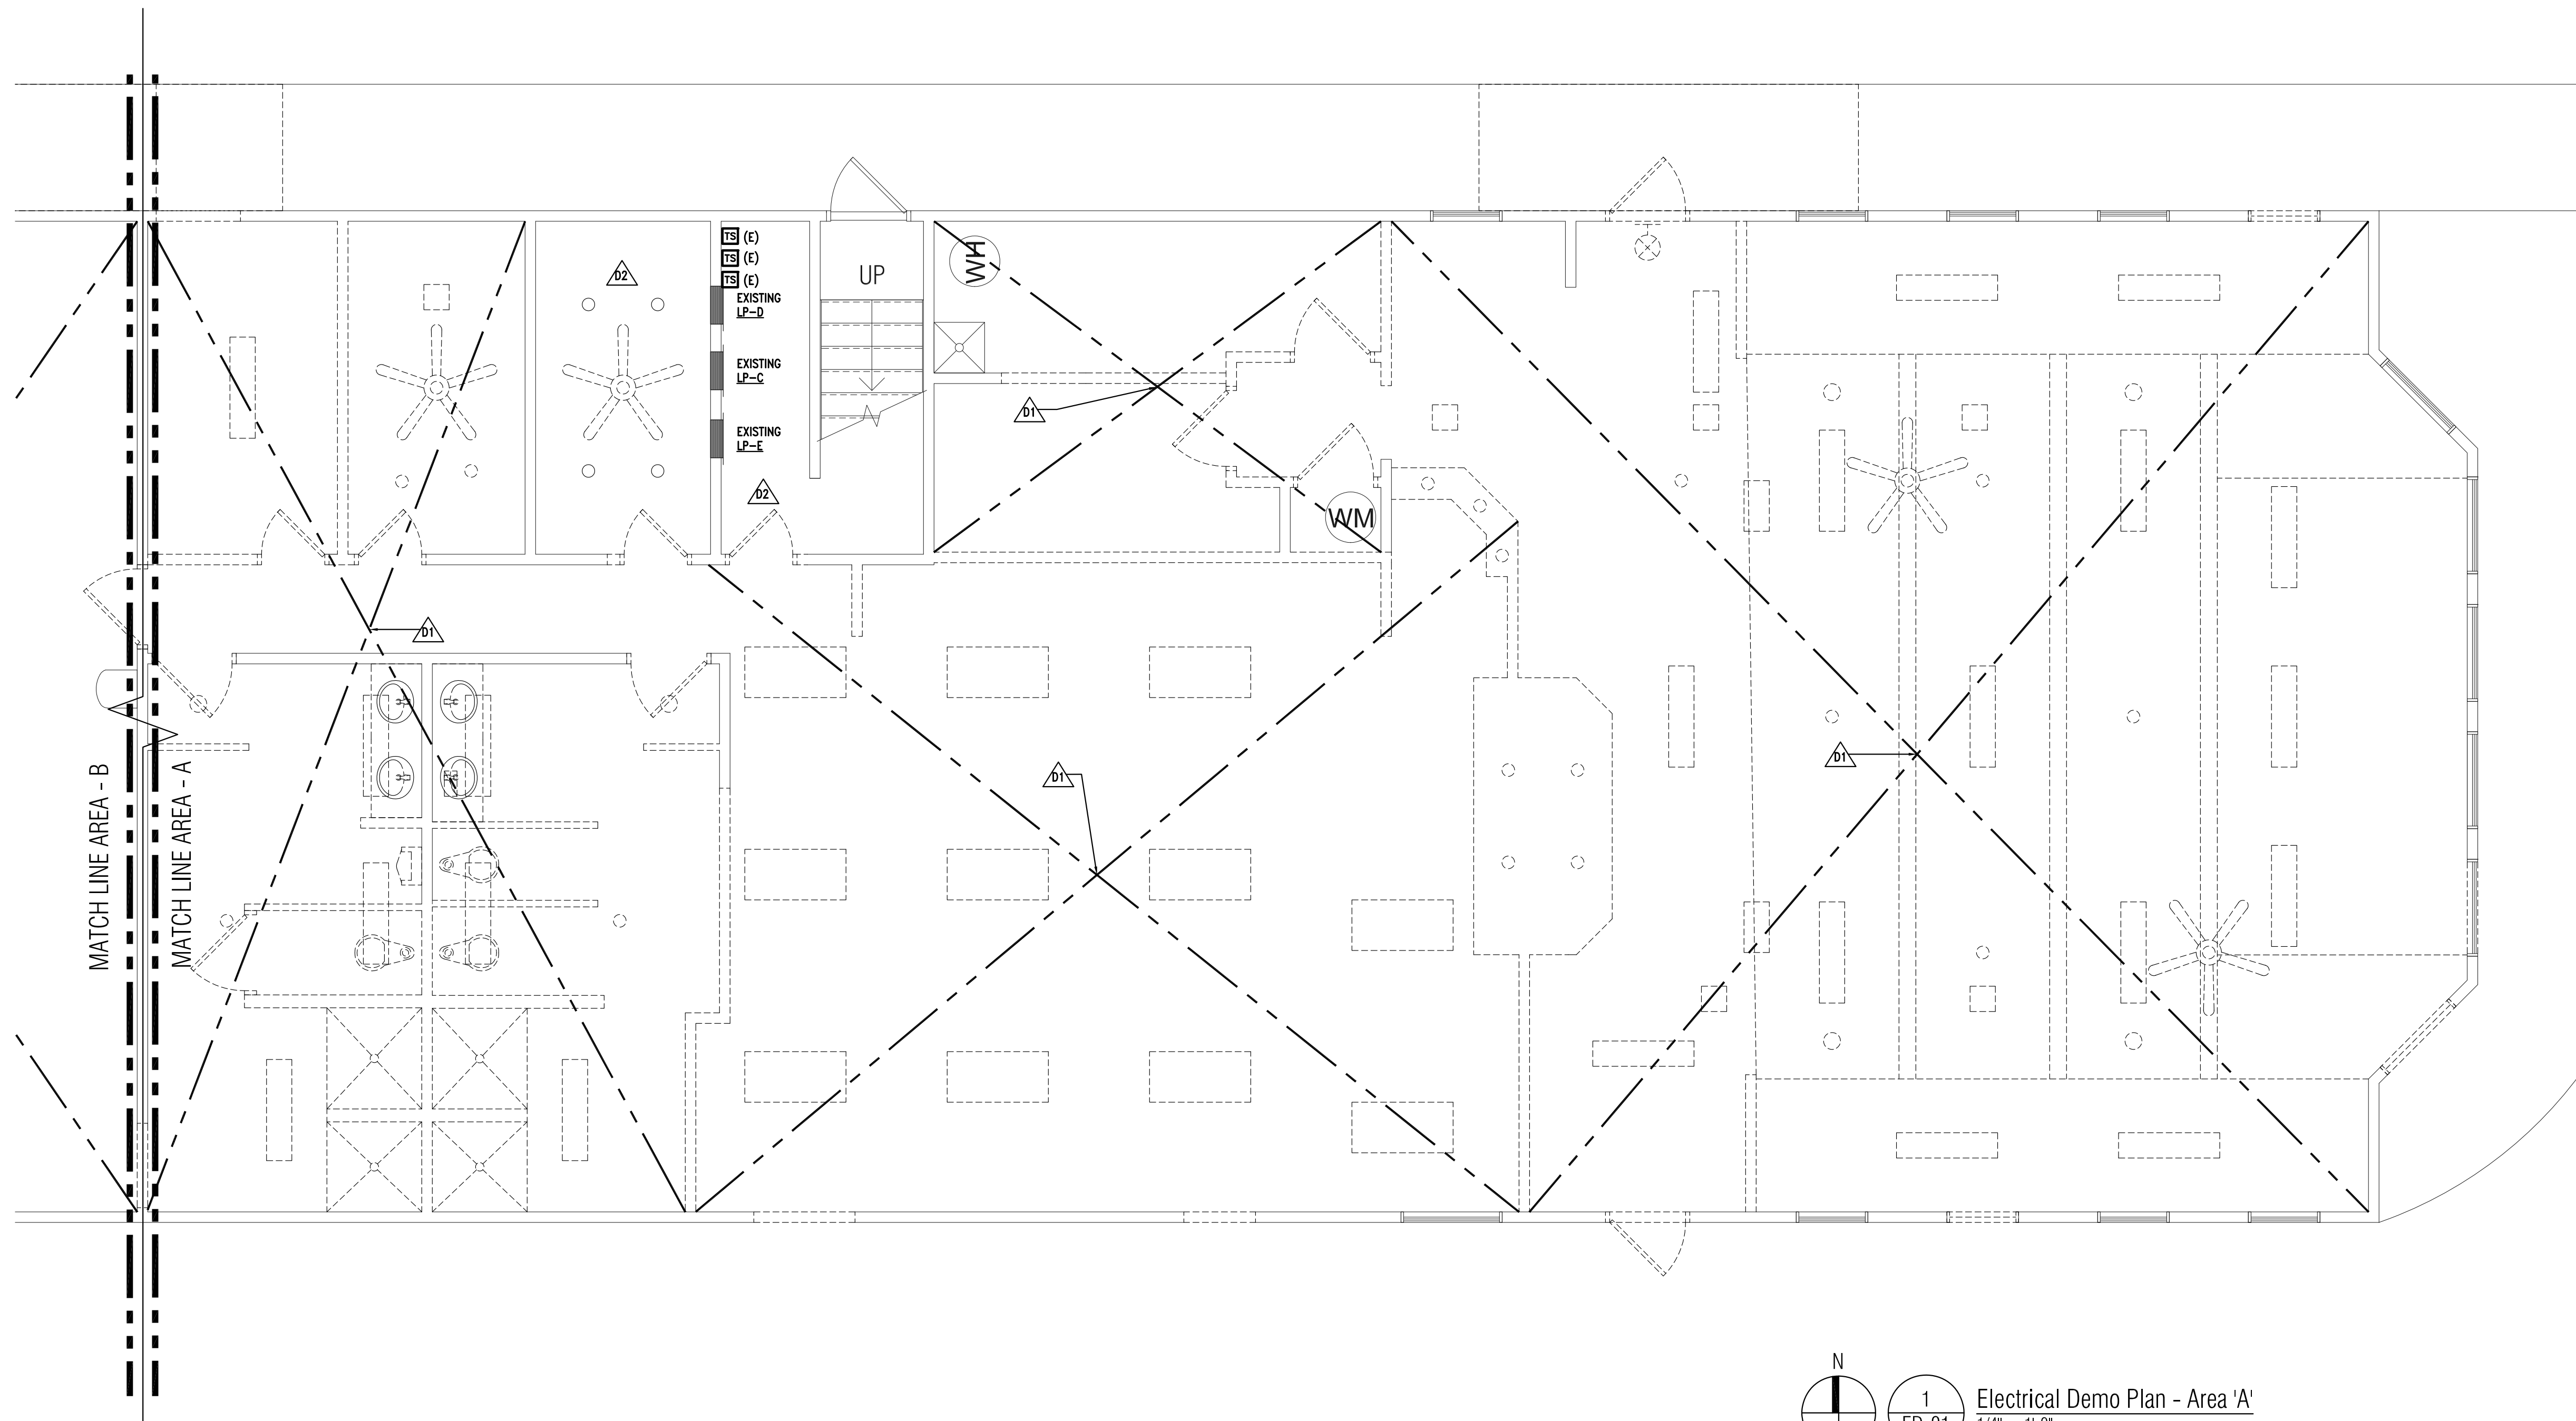 TS (E)
TS (E)
TS (E)
D2
EXISTING
LP-D
UP
WH
EXISTING
LP-C
D1
EXISTING
LP-E
D2
WM
D1
D1
D1
MATCH LINE AREA - B
MATCH LINE AREA - A
N
1
Electrical Demo Plan - Area 'A'